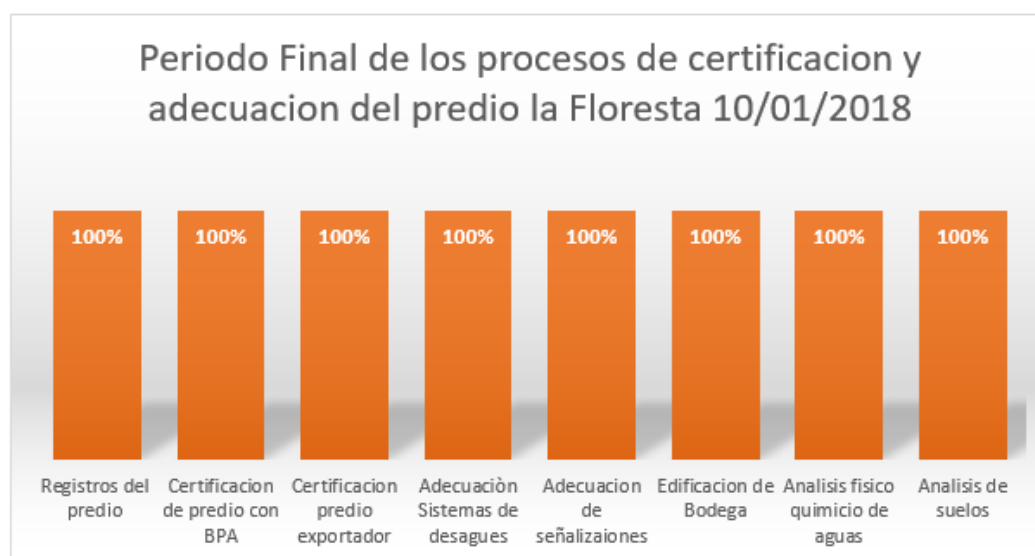 Periodo Final de los procesos de certificacion y
adecuacion del predio la Floresta 10/01/2018
100% 100% 100% 100% 100% 100% 100% 100%
Registros del
predio
Certificacion
de predio con
BPA
Certificacion
predio
exportador
Adecuaciòn
Sistemas de
desagues
Adecuacion
de
señalizaiones
Edificacion de
Bodega
Analisis fisico
quimicio de
aguas
Analisis de
suelos